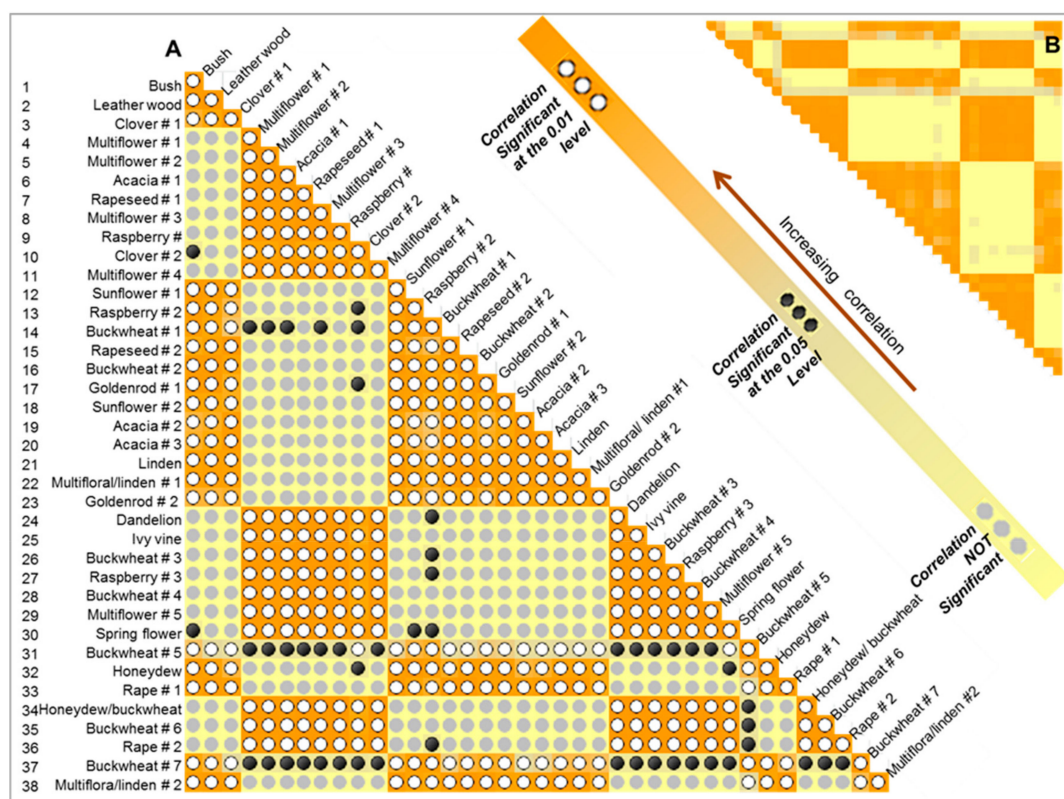 A
B
1 Bush
2 Leather wood
3 Clover # 1
4 Multiflower # 1
5 Multiflower # 2
6 Acacia # 1
7 Rapeseed # 1
8 Multiflower # 3
9 Raspberry #
10 Clover # 2
11 Multiflower # 4
12 Sunflower # 1
13 Raspberry # 2
14 Buckwheat # 1
15 Rapeseed # 2
16 Buckwheat # 2
17 Goldenrod # 1
18 Sunflower # 2
19 Acacia # 2
20 Acacia # 3
21 Linden
22 Multifloral/linden # 1
23 Goldenrod # 2
24 Dandelion
25 Ivy vine
26 Buckwheat # 3
27 Raspberry # 3
28 Buckwheat # 4
29 Multiflower # 5
30 Spring flower
31 Buckwheat # 5
32 Honeydew
33 Rape # 1
34 Honeydew/buckwheat
35 Buckwheat # 6
36 Rape # 2
37 Buckwheat # 7
38 Multiflora/linden # 2
Bush
Leather wood
Clover # 1
Multiflower # 1
Multiflower # 2
Acacia # 1
Rapeseed # 1
Multiflower # 3
Raspberry #
Clover # 2
Multiflower # 4
Sunflower # 1
Raspberry # 2
Buckwheat # 1
Rapeseed # 2
Buckwheat # 2
Goldenrod # 1
Sunflower # 2
Acacia # 2
Acacia # 3
Linden
Multifloral/ linden #1
Goldenrod # 2
Dandelion
Ivy vine
Buckwheat # 3
Raspberry # 3
Buckwheat # 4
Multiflower # 5
Spring flower
Buckwheat # 5
Honeydew
Rape # 1
Honeydew/ buckwheat
Buckwheat # 6
Rape # 2
Buckwheat # 7
Multiflora/linden #2
Correlation
Significant
at the 0.01
level
Increasing correlation
Correlation
Significant
at the 0.05
Level
Correlation
NOT
Significant